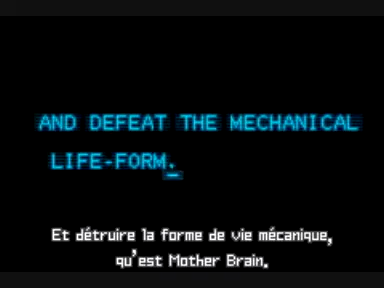 AND DEFEAT THE MECHANICAL
LIFE-FORM.
Et détruire la forme de vie mécanique,
qu'est Mother Brain.